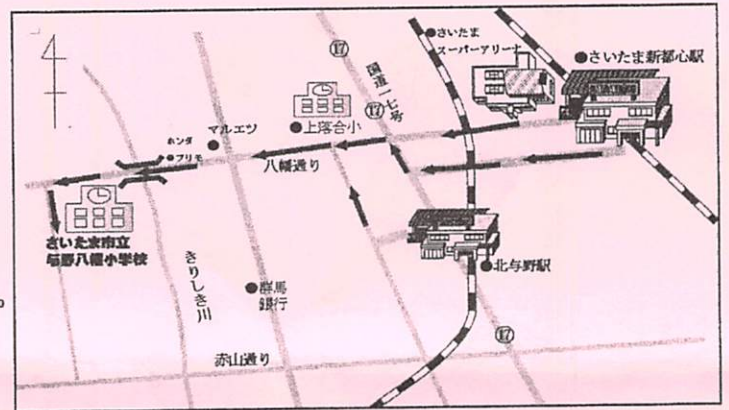 さいたま
スーパーアリーナ
さいたま新都心駅
⑰
国道一七号
⑰
上落合小
マルエツ
ホンダ
プリモ
八幡通り
さいたま市立
与野八幡小学校
きりしき川
群馬
銀行
北与野駅
⑰
赤山通り